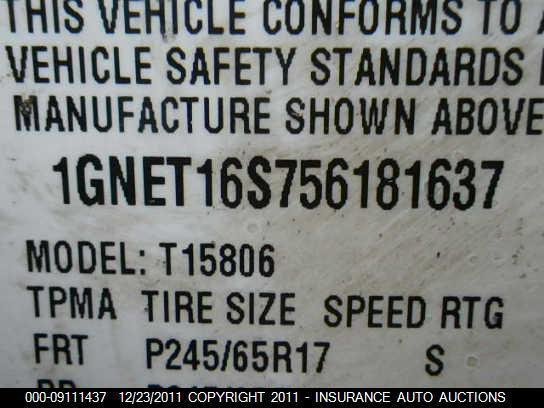 THIS VEHICLE CONFORMS TO
VEHICLE SAFETY STANDARDS
MANUFACTURE SHOWN ABOVE
1GNET16S756181637
MODEL: T15806
TPMA TIRE SIZE SPEED RTG
FRT P245/65R17 S
000-09111437 12/23/2011 COPYRIGHT 2011 - INSURANCE AUTO AUCTIONS